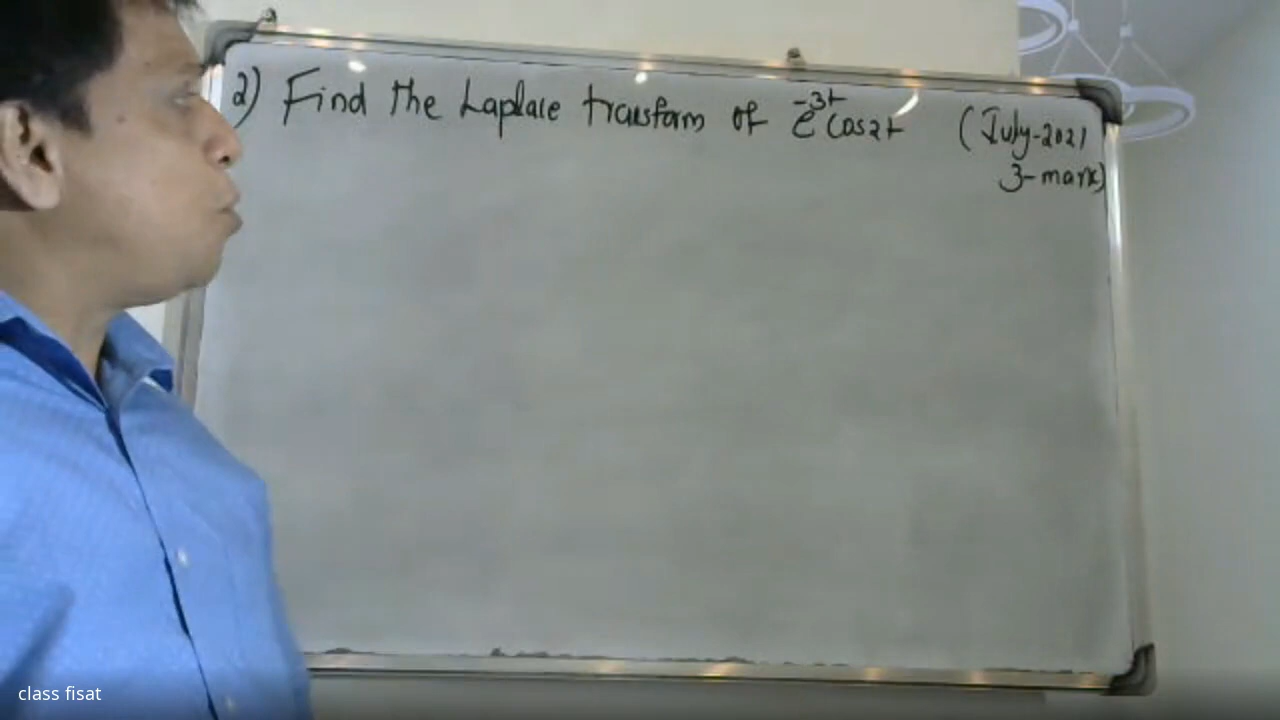 2) Find the Laplace transform of e^-3t cos2t (July-2021
3-mark)
class fisat